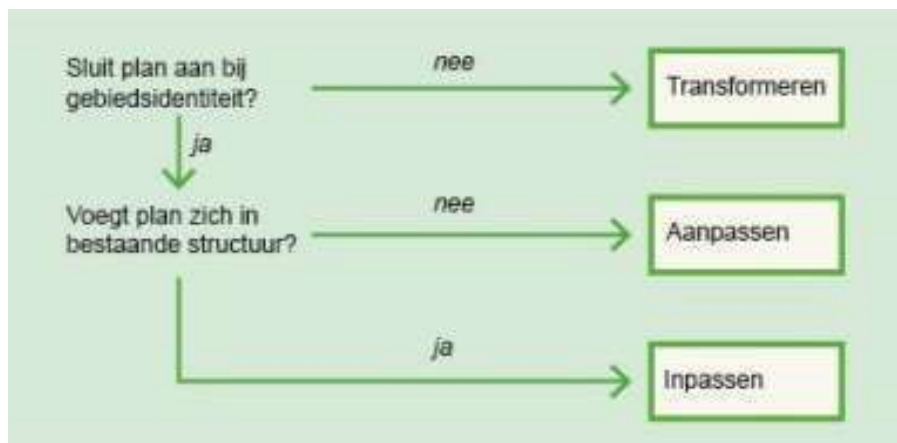 Sluit plan aan bij
gebiedsidentiteit?
nee
Transformeren
ja
Voegt plan zich in
bestaande structuur?
nee
Aanpassen
ja
Inpassen